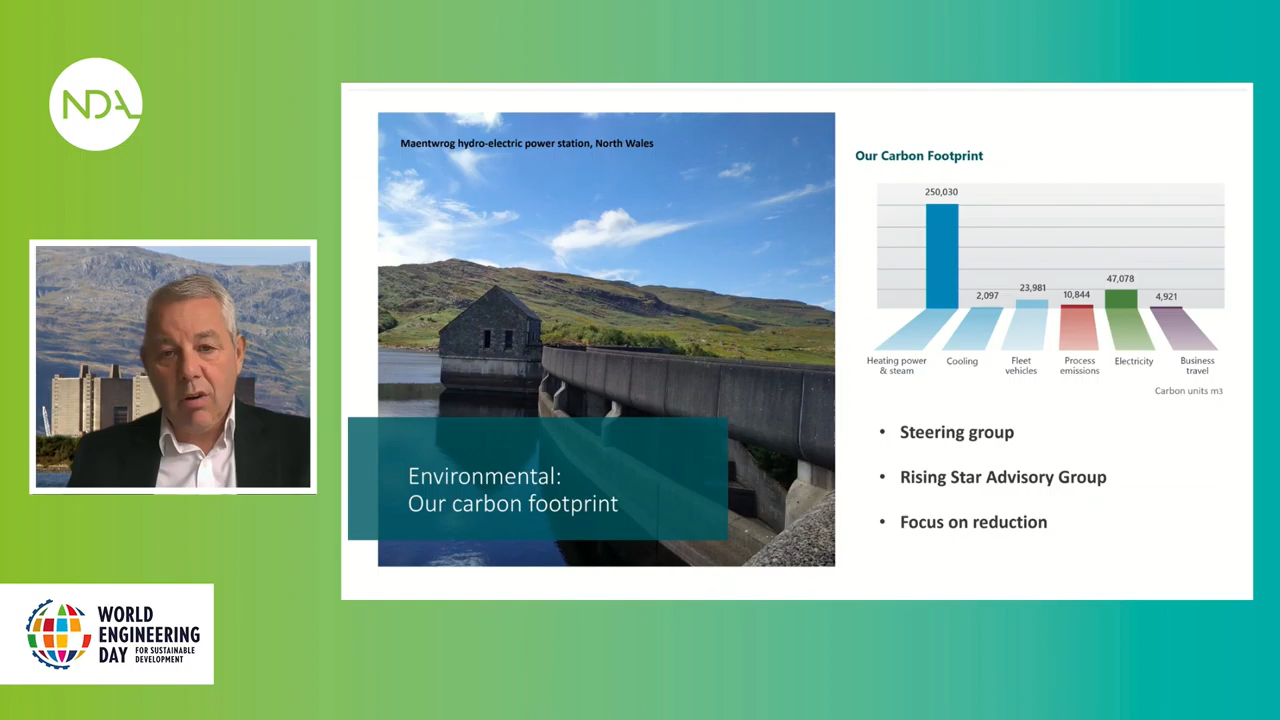 NDA
WORLD
ENGINEERING
DAY FOR SUSTAINABLE
DEVELOPMENT
Maentwrog hydro-electric power station, North Wales
Environmental:
Our carbon footprint
Our Carbon Footprint
250,030
2,097
23,981
10,844
47,078
4,921
Heating power
& steam
Cooling
Fleet
vehicles
Process
emissions
Electricity
Business
travel
Carbon units m3
• Steering group
• Rising Star Advisory Group
• Focus on reduction